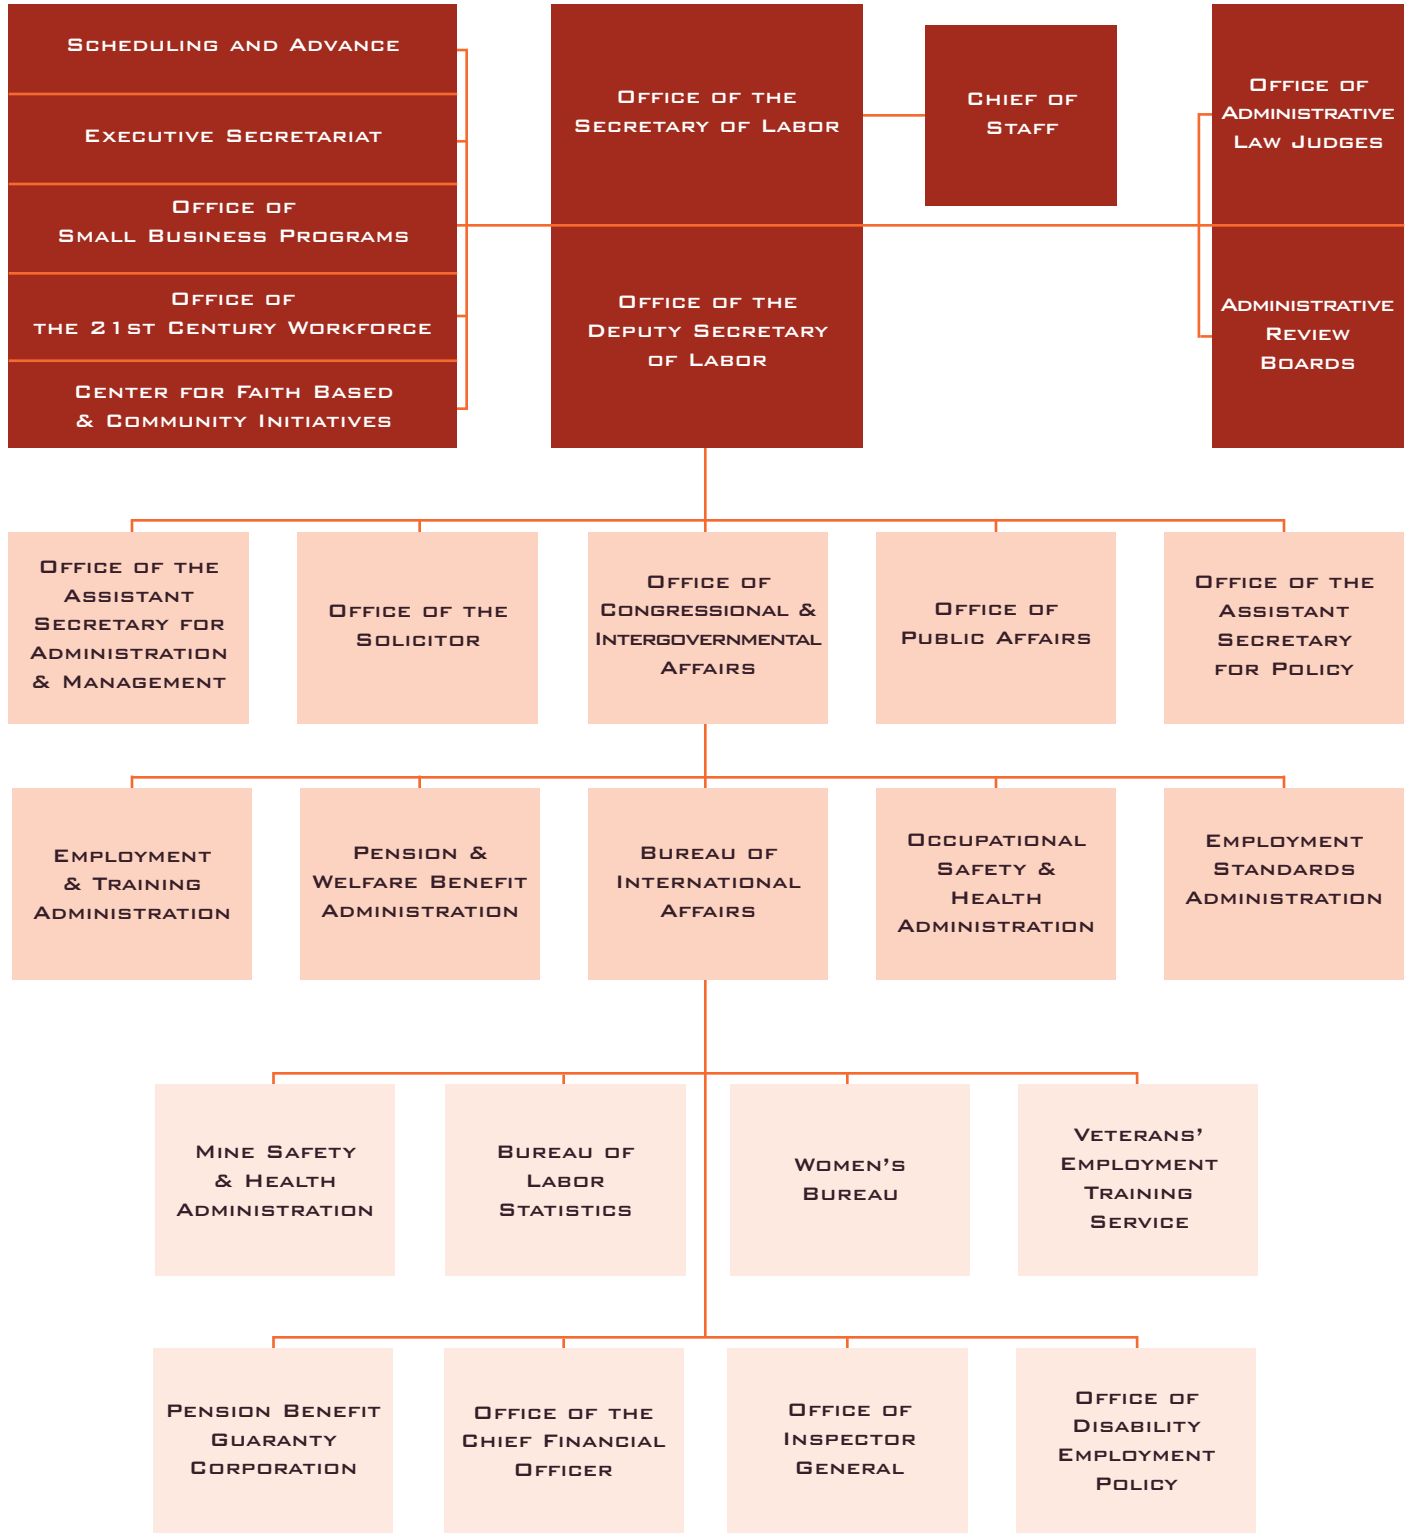 Scheduling and Advance
Executive Secretariat
Office of
Small Business Programs
Office of
the 21st Century Workforce
Center for Faith Based
& Community Initiatives
Office of the
Secretary of Labor
Office of the
Deputy Secretary
of Labor
Chief of
Staff
Office of
Administrative
Law Judges
Administrative
Review
Boards
Office of the
Assistant
Secretary for
Administration
& Management
Office of the
Solicitor
Office of
Congressional &
Intergovernmental
Affairs
Office of
Public Affairs
Office of the
Assistant
Secretary
for Policy
Employment
& Training
Administration
Pension &
Welfare Benefit
Administration
Bureau of
International
Affairs
Occupational
Safety &
Health
Administration
Employment
Standards
Administration
Mine Safety
& Health
Administration
Bureau of
Labor
Statistics
Women's
Bureau
Veterans'
Employment
Training
Service
Pension Benefit
Guaranty
Corporation
Office of the
Chief Financial
Officer
Office of
Inspector
General
Office of
Disability
Employment
Policy